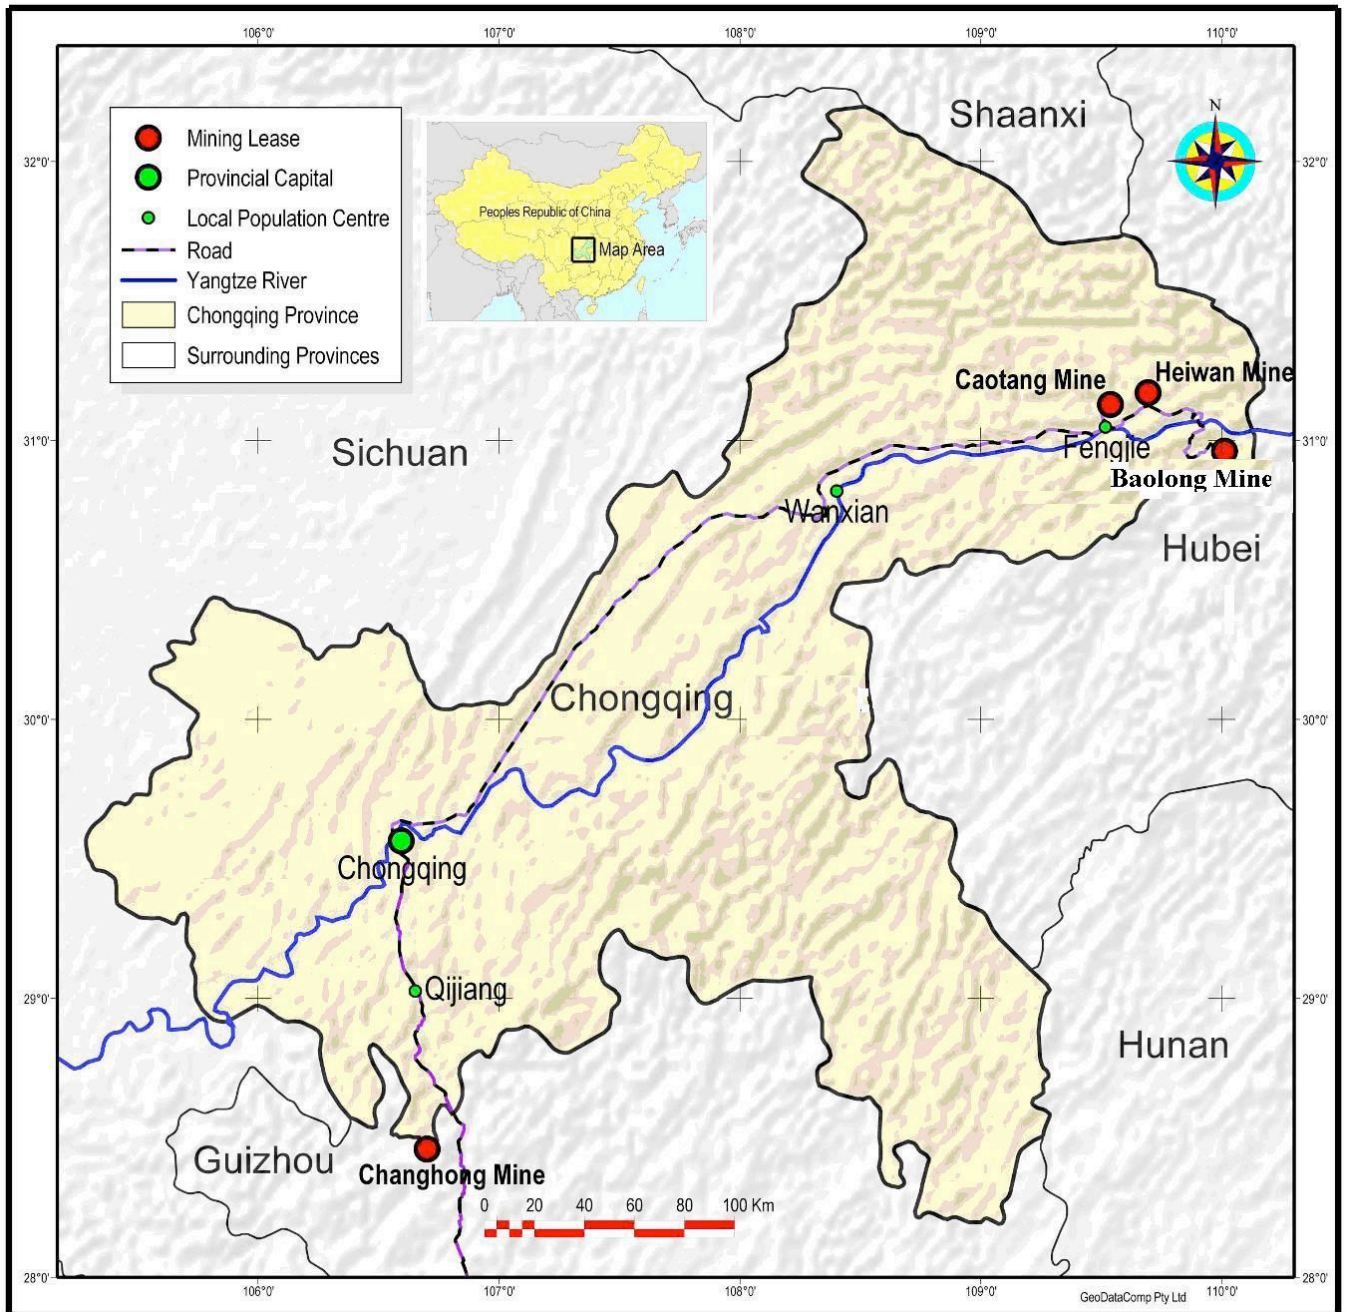 106°0'
107°0'
108°0'
109°0'
110°0'
32°0'
32°0'
31°0'
31°0'
30°0'
30°0'
29°0'
29°0'
28°0'
28°0'
Mining Lease
Provincial Capital
Local Population Centre
Road
Yangtze River
Chongqing Province
Surrounding Provinces
Peoples Republic of China
Map Area
N
Shaanxi
Heiwan Mine
Caotang Mine
Fengjie
Baolong Mine
Sichuan
Wanxian
Hubei
Chongqing
Chongqing
Qijiang
Hunan
Guizhou
Changhong Mine
0 20 40 60 80 100 Km
106°0'
107°0'
108°0'
109°0'
110°0'
GeoDataComp Pty Ltd